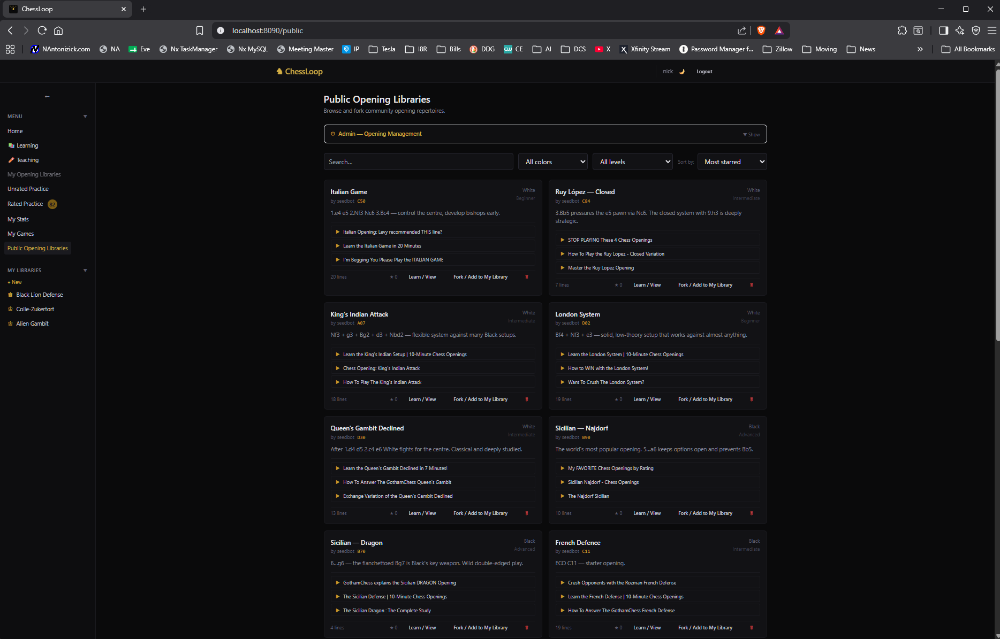 ChessLoop
localhost:8090/public
NAntonizick.com NA Eve Nx TaskManager Nx MySQL Meeting Master IP Tesla I8R Bills DDG CE AI DCS X Xfinity Stream Password Manager f... Zillow Moving News » All Bookmarks
ChessLoop
nick Logout
←
MENU
Home
Learning
Teaching
My Opening Libraries
Unrated Practice
Rated Practice 82
My Stats
My Games
Public Opening Libraries
MY LIBRARIES
+ New
Black Lion Defense
Colle-Zukertort
Alien Gambit
Public Opening Libraries
Browse and fork community opening repertoires.
Admin — Opening Management
▼ Show
Search... All colors All levels Sort by: Most starred
Italian Game White
by seedbot C50 Beginner
1.e4 e5 2.Nf3 Nc6 3.Bc4 — control the centre, develop bishops early.
Italian Opening: Levy recommended THIS line?
Learn the Italian Game in 20 Minutes
I'm Begging You Please Play the ITALIAN GAME
20 lines ★ 0 Learn / View Fork / Add to My Library
Ruy López — Closed White
by seedbot C84 Intermediate
3.Bb5 pressures the e5 pawn via Nc6. The closed system with 9.h3 is deeply
strategic.
STOP PLAYING These 4 Chess Openings
How To Play the Ruy Lopez - Closed Variation
Master the Ruy Lopez Opening
7 lines ★ 0 Learn / View Fork / Add to My Library
King's Indian Attack White
by seedbot A07 Intermediate
Nf3 + g3 + Bg2 + d3 + Nbd2 — flexible system against many Black setups.
Learn the King's Indian Setup | 10-Minute Chess Openings
Chess Opening: King's Indian Attack
How To Play The King's Indian Attack
18 lines ★ 0 Learn / View Fork / Add to My Library
London System White
by seedbot D02 Beginner
Bf4 + Nf3 + e3 — solid, low-theory setup that works against almost anything.
Learn the London System | 10-Minute Chess Openings
How to WIN with the London System!
Want To Crush The London System?
19 lines ★ 0 Learn / View Fork / Add to My Library
Queen's Gambit Declined White
by seedbot D30 Intermediate
After 1.d4 d5 2.c4 e6 White fights for the centre. Classical and deeply studied.
Learn the Queen's Gambit Declined in 7 Minutes!
How To Answer The GothamChess Queen's Gambit
Exchange Variation of the Queen's Gambit Declined
13 lines ★ 0 Learn / View Fork / Add to My Library
Sicilian — Najdorf Black
by seedbot B90 Advanced
The world's most popular opening. 5...a6 keeps options open and prevents Bb5.
My FAVORITE Chess Openings by Rating
Sicilian Najdorf - Chess Openings
The Najdorf Sicilian
10 lines ★ 0 Learn / View Fork / Add to My Library
Sicilian — Dragon Black
by seedbot B70 Advanced
6...g6 — the fianchettoed Bg7 is Black's key weapon. Wild double-edged play.
GothamChess explains the Sicilian DRAGON Opening
The Sicilian Defense | 10-Minute Chess Openings
The Sicilian Dragon : The Complete Study
4 lines ★ 0 Learn / View Fork / Add to My Library
French Defence Black
by seedbot C11 Intermediate
ECO C11 — starter opening.
Crush Opponents with the Rozman French Defense
Learn the French Defense | 10-Minute Chess Openings
How To Answer The GothamChess French Defense
19 lines ★ 0 Learn / View Fork / Add to My Library